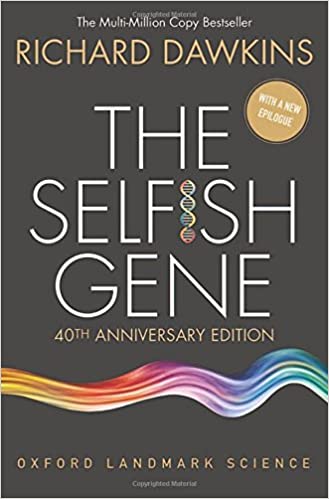 The Multi-Million Copy Bestseller
RICHARD DAWKINS
WITH A NEW
EPILOGUE
THE
SELFISH
GENE
40TH ANNIVERSARY EDITION
OXFORD LANDMARK SCIENCE